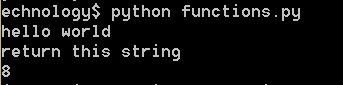 echnology$ python functions.py
hello world
return this string
8